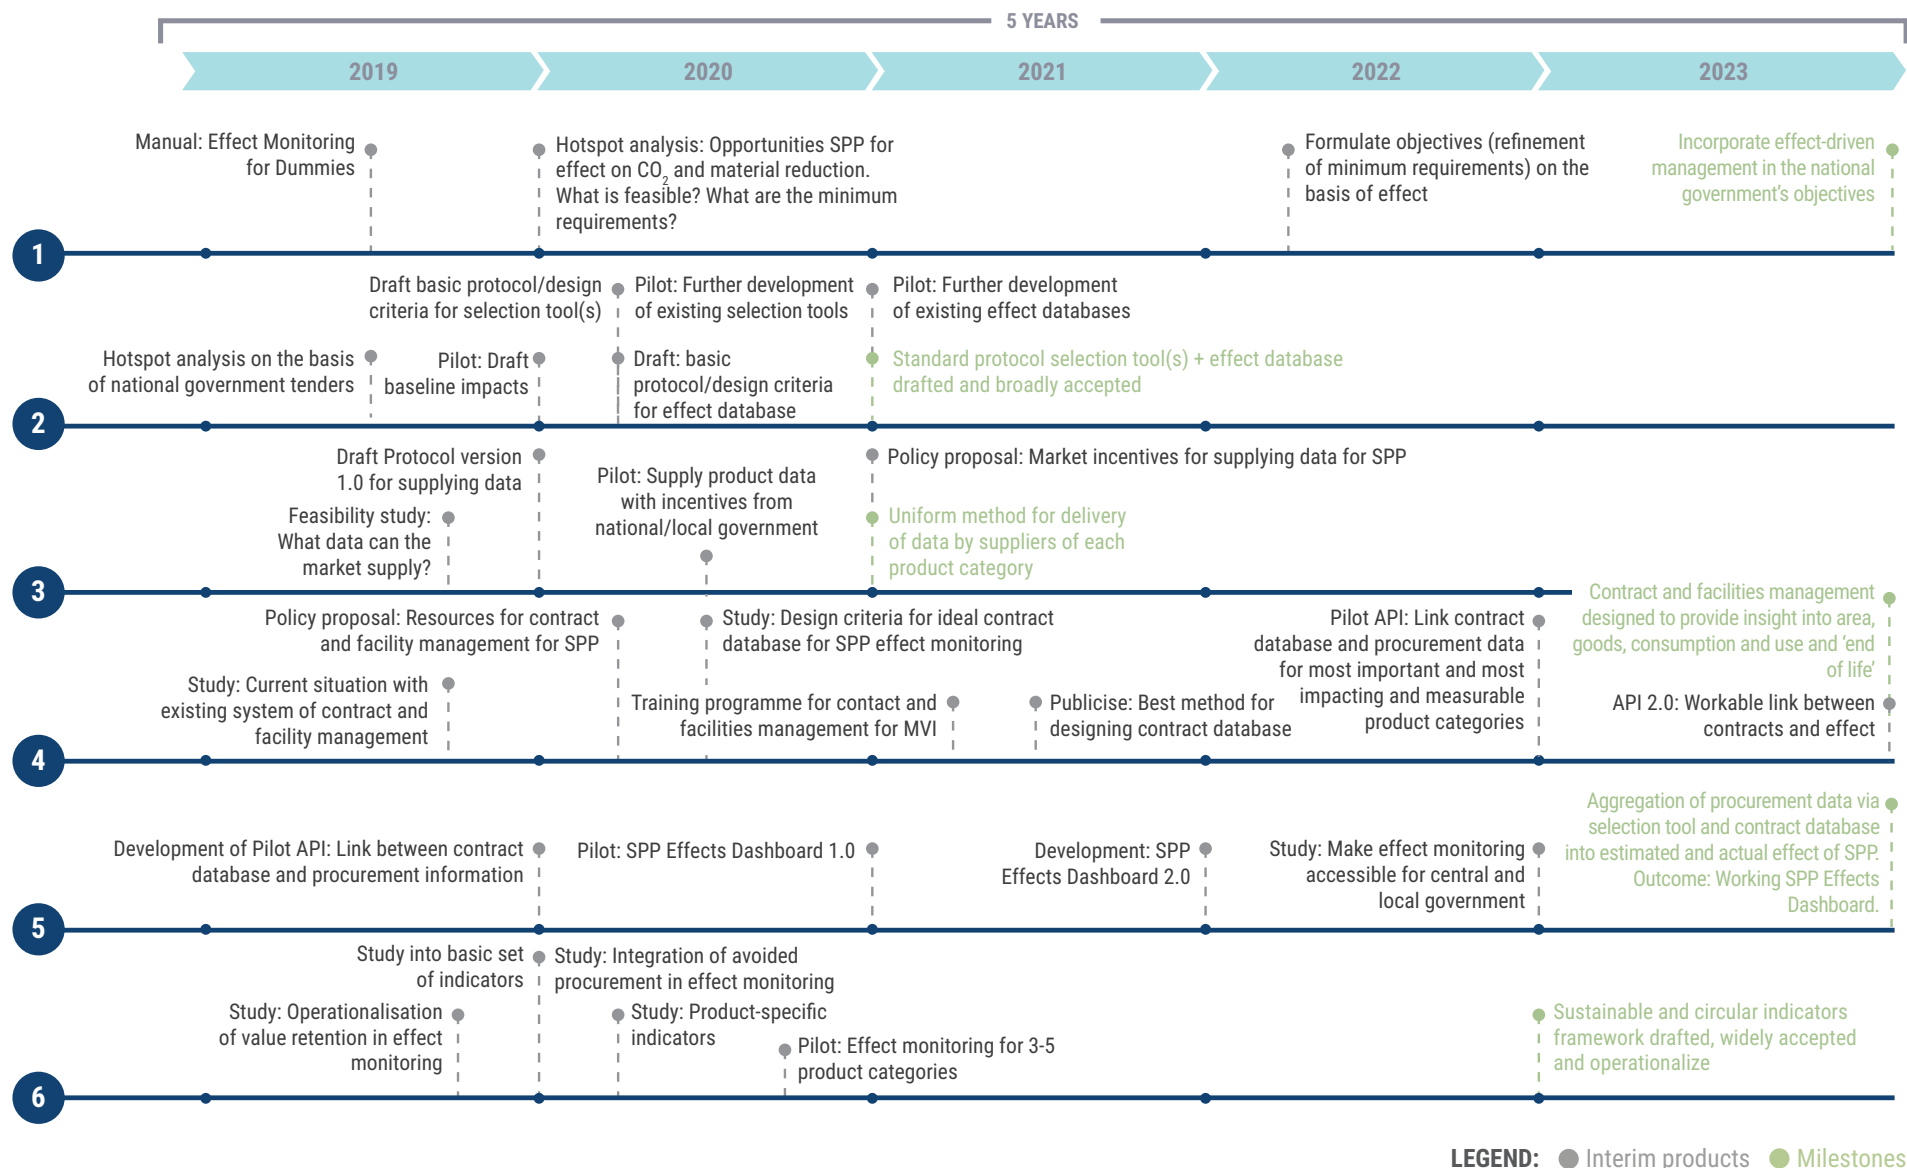 5 YEARS
2019
2020
2021
2022
2023
Manual: Effect Monitoring
for Dummies
Hotspot analysis: Opportunities SPP for
effect on CO2 and material reduction.
What is feasible? What are the minimum
requirements?
Formulate objectives (refinement
of minimum requirements) on the
basis of effect
Incorporate effect-driven
management in the national
government's objectives
1
Draft basic protocol/design
criteria for selection tool(s)
Pilot: Further development
of existing selection tools
Pilot: Further development
of existing effect databases
Hotspot analysis on the basis
of national government tenders
Pilot: Draft
baseline impacts
Draft: basic
protocol/design criteria
for effect database
Standard protocol selection tool(s) + effect database
drafted and broadly accepted
2
Draft Protocol version
1.0 for supplying data
Pilot: Supply product data
with incentives from
national/local government
Policy proposal: Market incentives for supplying data for SPP
Feasibility study:
What data can the
market supply?
Uniform method for delivery
of data by suppliers of each
product category
3
Policy proposal: Resources for contract
and facility management for SPP
Study: Design criteria for ideal contract
database for SPP effect monitoring
Pilot API: Link contract
database and procurement data
for most important and most
impacting and measurable
product categories
Contract and facilities management
designed to provide insight into area,
goods, consumption and use and ‘end
of life’
Study: Current situation with
existing system of contract and
facility management
Training programme for contact and
facilities management for MVI
Publicise: Best method for
designing contract database
API 2.0: Workable link between
contracts and effect
4
Development of Pilot API: Link between contract
database and procurement information
Pilot: SPP Effects Dashboard 1.0
Development: SPP
Effects Dashboard 2.0
Study: Make effect monitoring
accessible for central and
local government
Aggregation of procurement data via
selection tool and contract database
into estimated and actual effect of SPP.
Outcome: Working SPP Effects
Dashboard.
5
Study into basic set
of indicators
Study: Integration of avoided
procurement in effect monitoring
Study: Operationalisation
of value retention in effect
monitoring
Study: Product-specific
indicators
Pilot: Effect monitoring for 3-5
product categories
Sustainable and circular indicators
framework drafted, widely accepted
and operationalize
6
LEGEND: Interim products Milestones